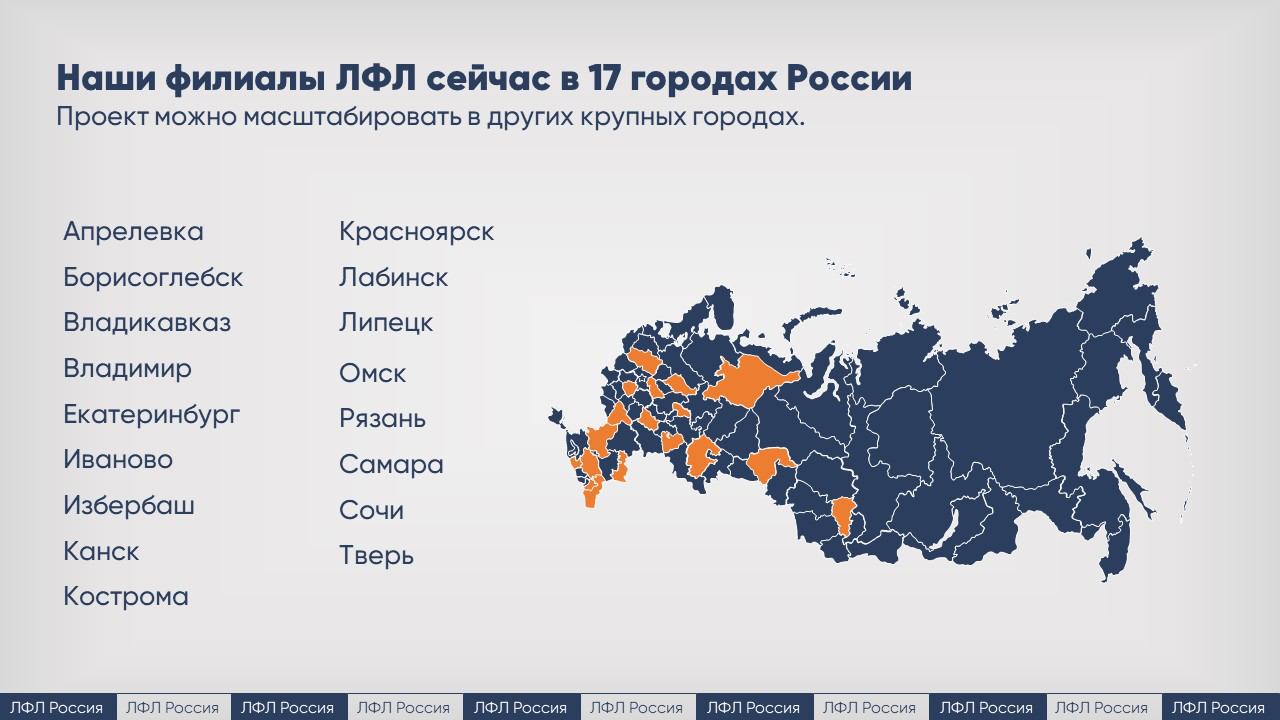 Наши филиалы ЛФЛ сейчас в 17 городах России
Проект можно масштабировать в других крупных городах.
Апрелевка
Борисоглебск
Владикавказ
Владимир
Екатеринбург
Иваново
Избербаш
Канск
Кострома
Красноярск
Лабинск
Липецк
Омск
Рязань
Самара
Сочи
Тверь
ЛФЛ Россия ЛФЛ Россия ЛФЛ Россия ЛФЛ Россия ЛФЛ Россия ЛФЛ Россия ЛФЛ Россия ЛФЛ Россия ЛФЛ Россия ЛФЛ Россия ЛФЛ Россия